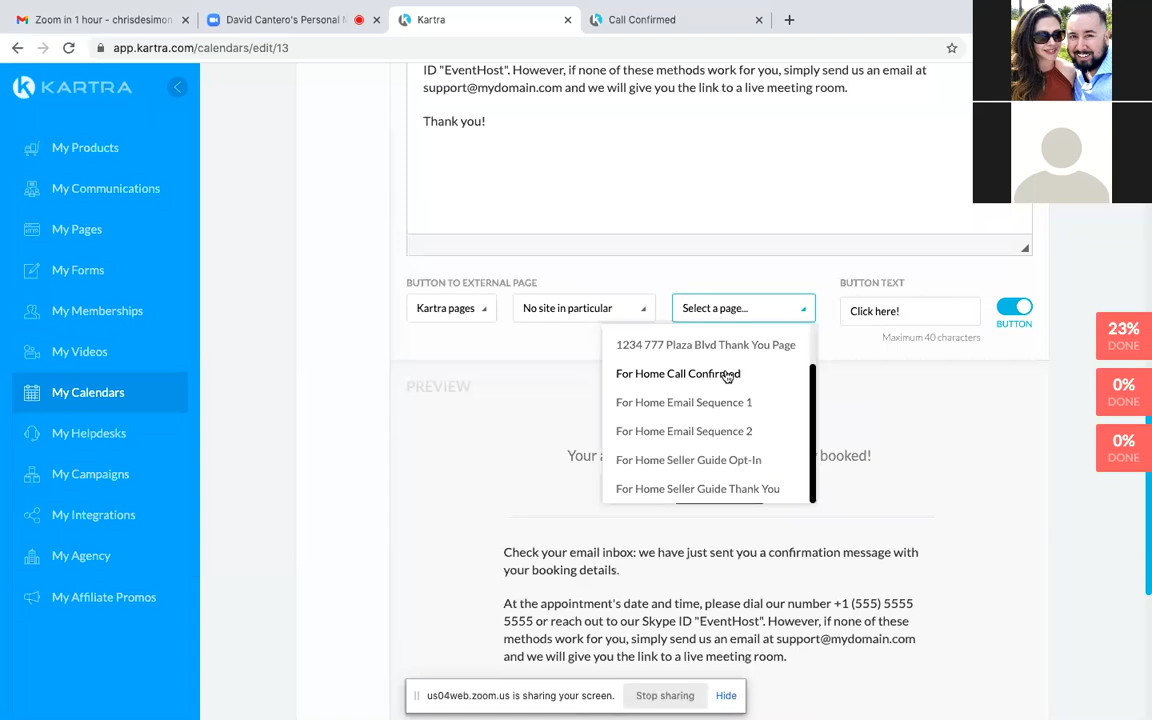 Zoom in 1 hour - chrisdesimon
David Cantero's Personal M
Kartra
Call Confirmed
app.kartra.com/calendars/edit/13
KARTRA
My Products
My Communications
My Pages
My Forms
My Memberships
My Videos
My Calendars
My Helpdesks
My Campaigns
My Integrations
My Agency
My Affiliate Promos
ID "EventHost". However, if none of these methods work for you, simply send us an email at
support@mydomain.com and we will give you the link to a live meeting room.
Thank you!
BUTTON TO EXTERNAL PAGE
BUTTON TEXT
Kartra pages
No site in particular
Select a page...
Click here!
BUTTON
Maximum 40 characters
1234 777 Plaza Blvd Thank You Page
For Home Call Confirmed
For Home Email Sequence 1
For Home Email Sequence 2
For Home Seller Guide Opt-In
For Home Seller Guide Thank You
PREVIEW
Your a
booked!
Check your email inbox: we have just sent you a confirmation message with
your booking details.
At the appointment's date and time, please dial our number +1 (555) 5555
5555 or reach out to our Skype ID "EventHost". However, if none of these
methods work for you, simply send us an email at support@mydomain.com
and we will give you the link to a live meeting room.
23%
DONE
0%
DONE
0%
DONE
us04web.zoom.us is sharing your screen.
Stop sharing
Hide